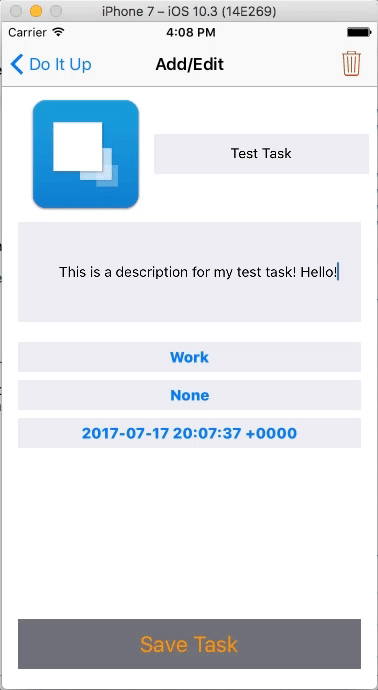 iPhone 7 – iOS 10.3 (14E269)
Carrier 4:08 PM
Do It Up Add/Edit
Test Task
This is a description for my test task! Hello!
Work
None
2017-07-17 20:07:37 +0000
Save Task